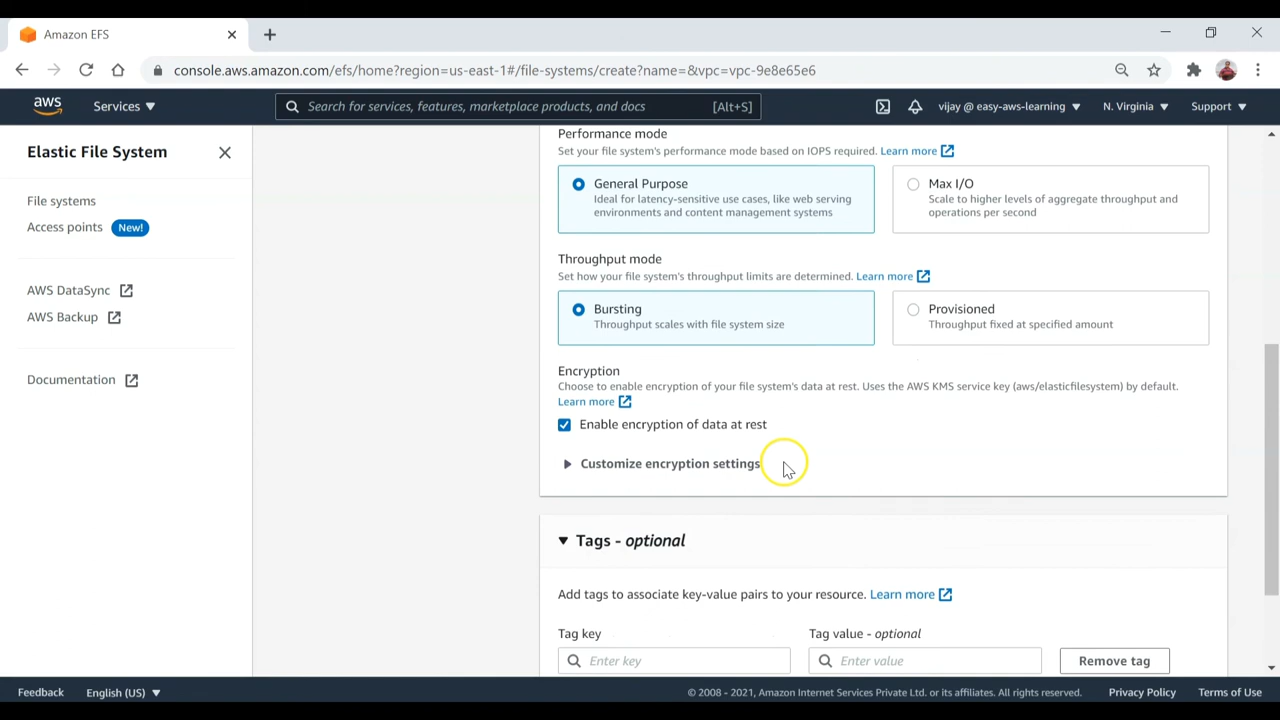 Amazon EFS
console.aws.amazon.com/efs/home?region=us-east-1#/file-systems/create?name=&vpc=vpc-9e8e65e6
aws Services Search for services, features, marketplace products, and docs [Alt+S] vijay @ easy-aws-learning N. Virginia Support
Elastic File System
File systems
Access points New!
AWS DataSync
AWS Backup
Documentation
Performance mode
Set your file system's performance mode based on IOPS required. Learn more
General Purpose
Ideal for latency-sensitive use cases, like web serving
environments and content management systems
Max I/O
Scale to higher levels of aggregate throughput and
operations per second
Throughput mode
Set how your file system's throughput limits are determined. Learn more
Bursting
Throughput scales with file system size
Provisioned
Throughput fixed at specified amount
Encryption
Choose to enable encryption of your file system's data at rest. Uses the AWS KMS service key (aws/elasticfilesystem) by default.
Learn more
Enable encryption of data at rest
Customize encryption settings
Tags - optional
Add tags to associate key-value pairs to your resource. Learn more
Tag key Tag value - optional
Enter key Enter value Remove tag
Feedback English (US) © 2008 - 2021, Amazon Internet Services Private Ltd. or its affiliates. All rights reserved. Privacy Policy Terms of Use